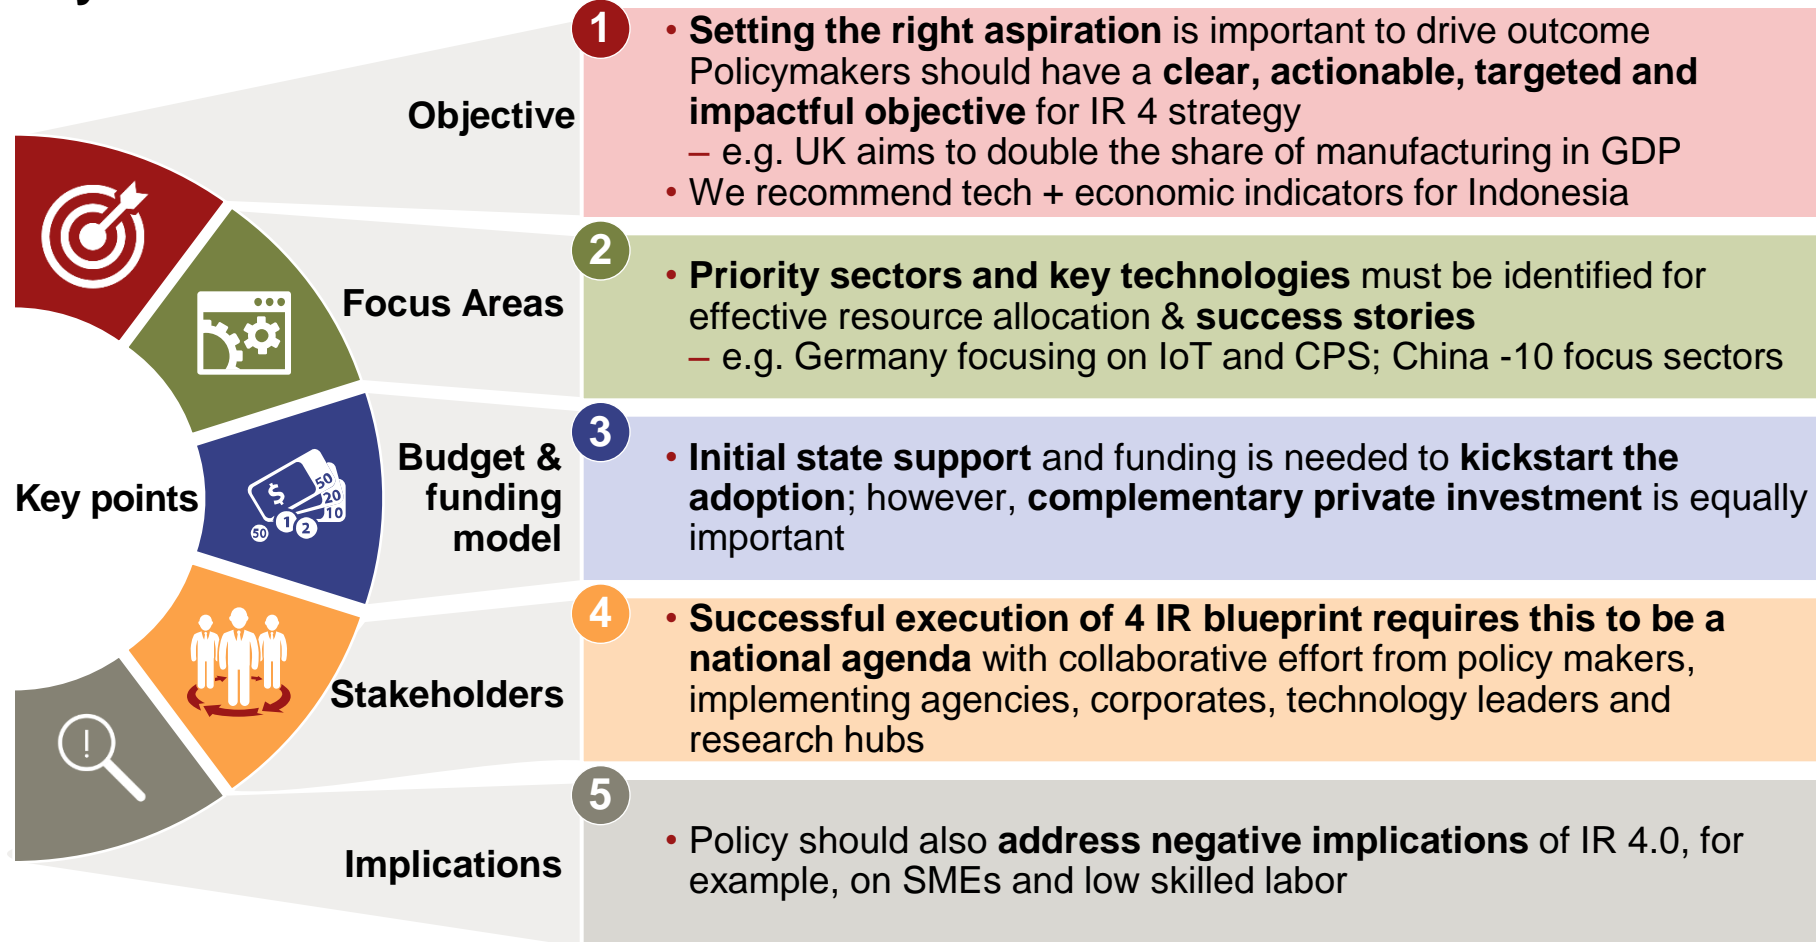 Key points
Objective
1
• Setting the right aspiration is important to drive outcome
Policymakers should have a clear, actionable, targeted and
impactful objective for IR 4 strategy
– e.g. UK aims to double the share of manufacturing in GDP
• We recommend tech + economic indicators for Indonesia
Focus Areas
2
• Priority sectors and key technologies must be identified for
effective resource allocation & success stories
– e.g. Germany focusing on IoT and CPS; China -10 focus sectors
Budget &
funding
model
$
50
20
10
50
1
2
3
• Initial state support and funding is needed to kickstart the
adoption; however, complementary private investment is equally
important
Stakeholders
4
• Successful execution of 4 IR blueprint requires this to be a
national agenda with collaborative effort from policy makers,
implementing agencies, corporates, technology leaders and
research hubs
!
Implications
5
• Policy should also address negative implications of IR 4.0, for
example, on SMEs and low skilled labor